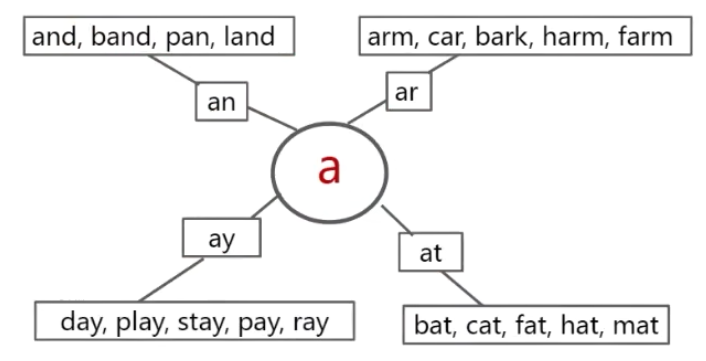 and, band, pan, land
arm, car, bark, harm, farm
an
ar
a
ay
at
day, play, stay, pay, ray
bat, cat, fat, hat, mat